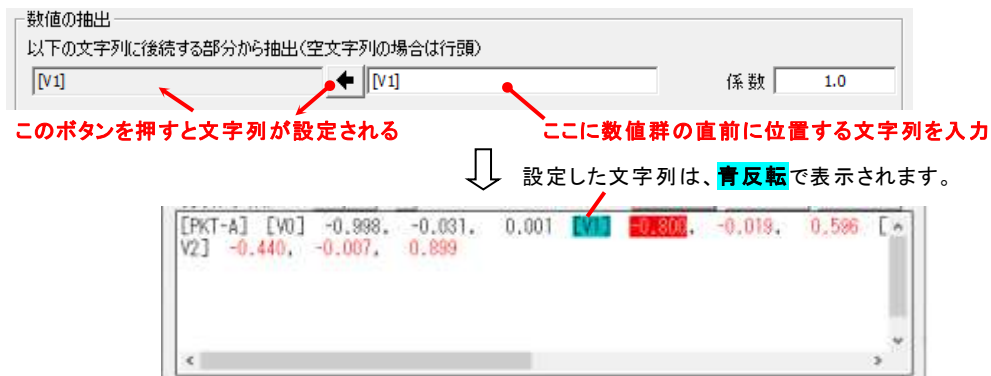 数値の抽出
以下の文字列に後続する部分から抽出(空文字列の場合は行頭)
[V1] [V1] 係数 1.0
このボタンを押すと文字列が設定される ここに数値群の直前に位置する文字列を入力
設定した文字列は、青反転で表示されます。
[PKT-A] [V0] -0.998, -0.031, 0.001 [V1] -0.800, -0.019, 0.596 [
V2] -0.440, -0.007, 0.899